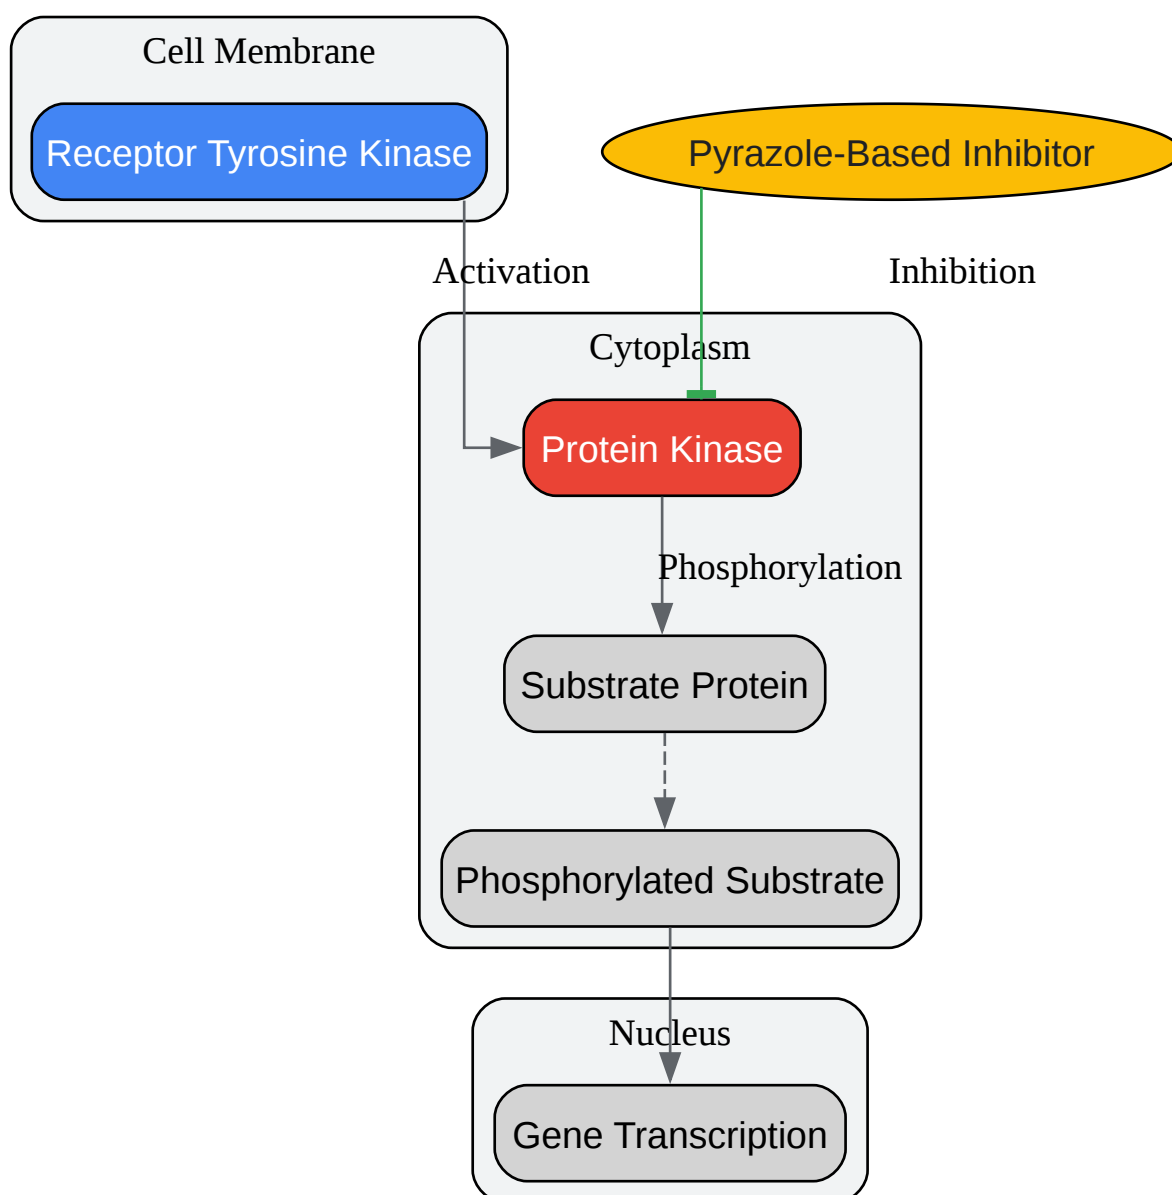 Cell Membrane
Receptor Tyrosine Kinase
Pyrazole-Based Inhibitor
Activation
Inhibition
Cytoplasm
Protein Kinase
Phosphorylation
Substrate Protein
Phosphorylated Substrate
Nucleus
Gene Transcription